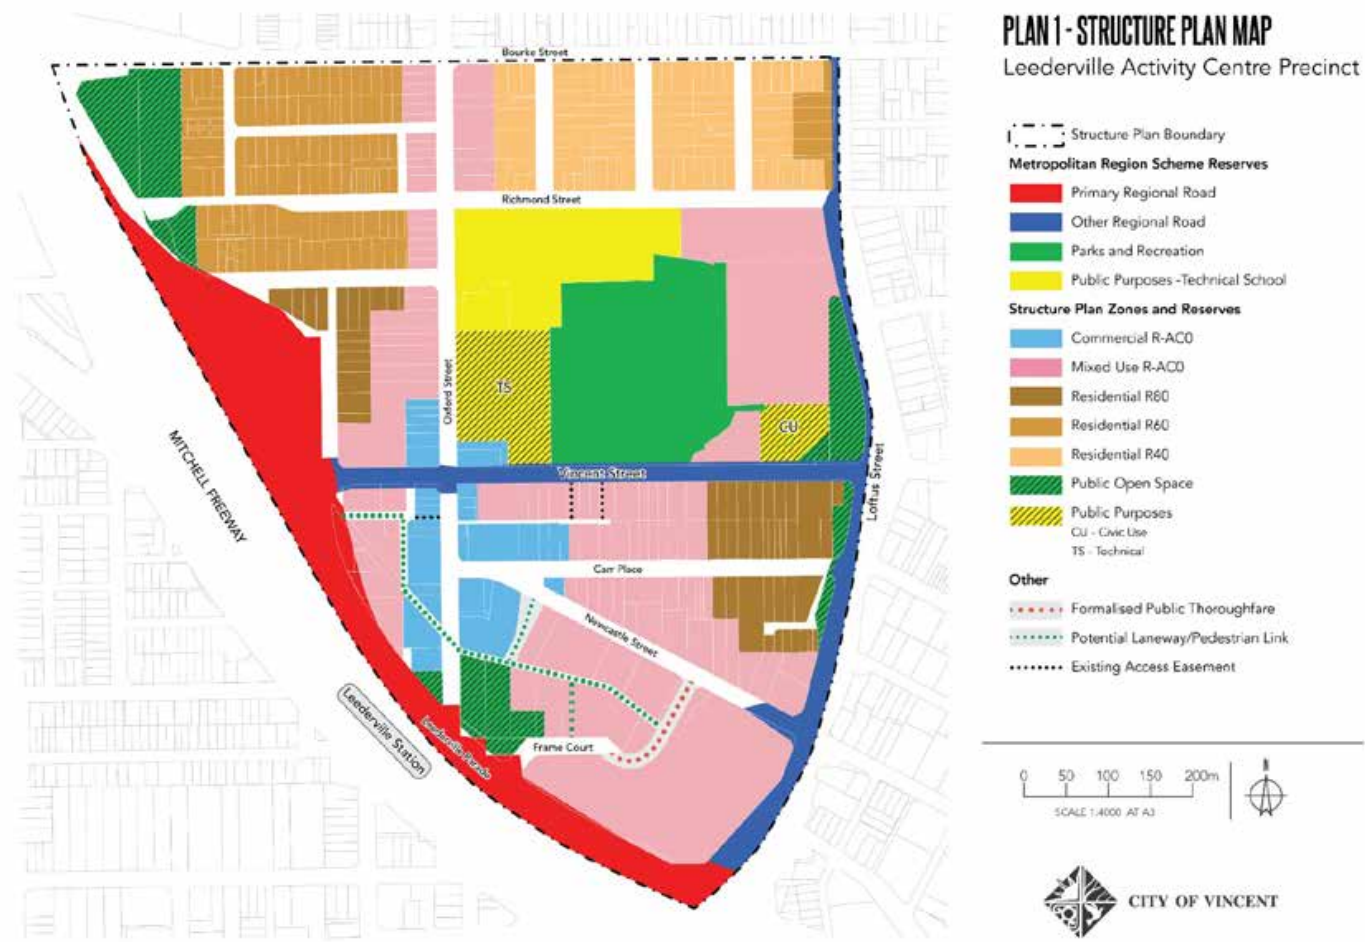 PLAN 1 - STRUCTURE PLAN MAP
Leederville Activity Centre Precinct
Structure Plan Boundary
Metropolitan Region Scheme Reserves
Primary Regional Road
Other Regional Road
Parks and Recreation
Public Purposes -Technical School
Structure Plan Zones and Reserves
Commercial R-AC0
Mixed Use R-AC0
Residential R80
Residential R60
Residential R40
Public Open Space
Public Purposes
CU - Civic Use
TS - Technical
Other
Formalised Public Thoroughfare
Potential Laneway/Pedestrian Link
Existing Access Easement
0 50 100 150 200m
SCALE 1:4000 AT A3
N
CITY OF VINCENT
Bourke Street
Richmond Street
Oxford Street
TS
CU
MITCHELL FREEWAY
Vincent Street
Loftus Street
Carr Place
Newcastle Street
Leederville Station
Leederville Parade
Frame Court